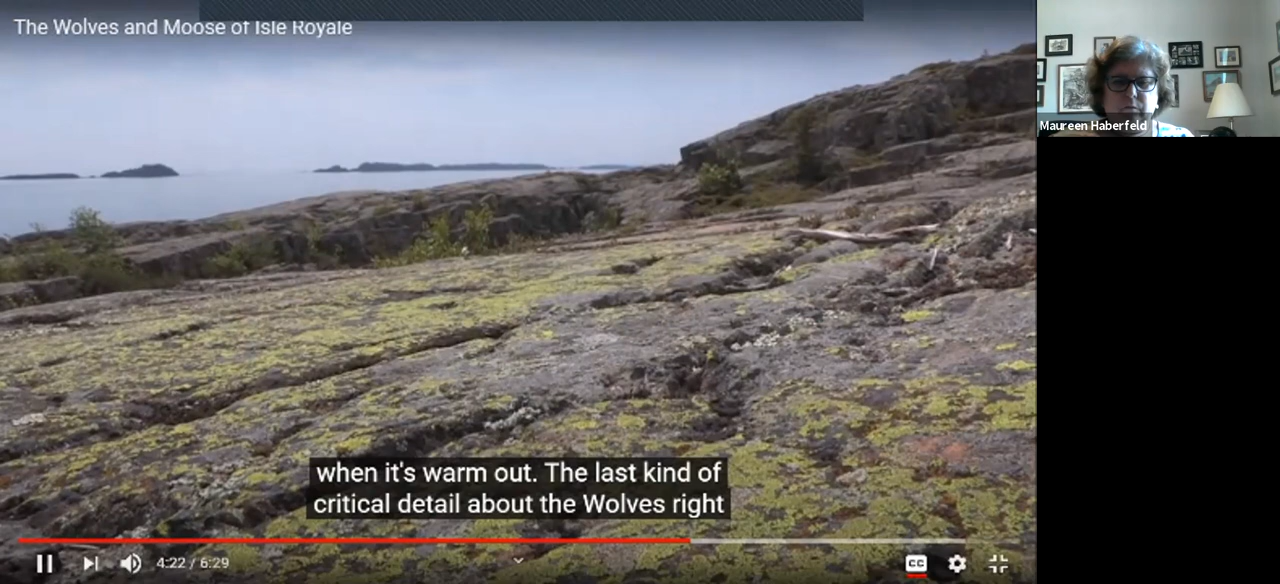 The Wolves and Moose of Isle Royale
Maureen Haberfeld
when it's warm out. The last kind of
critical detail about the Wolves right
4:22 / 6:29
CC